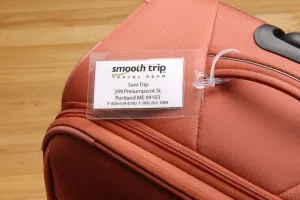 smooth trip
TRAVEL GEAR
Sam Trip
299 Presumpscot St.
Portland ME 04103